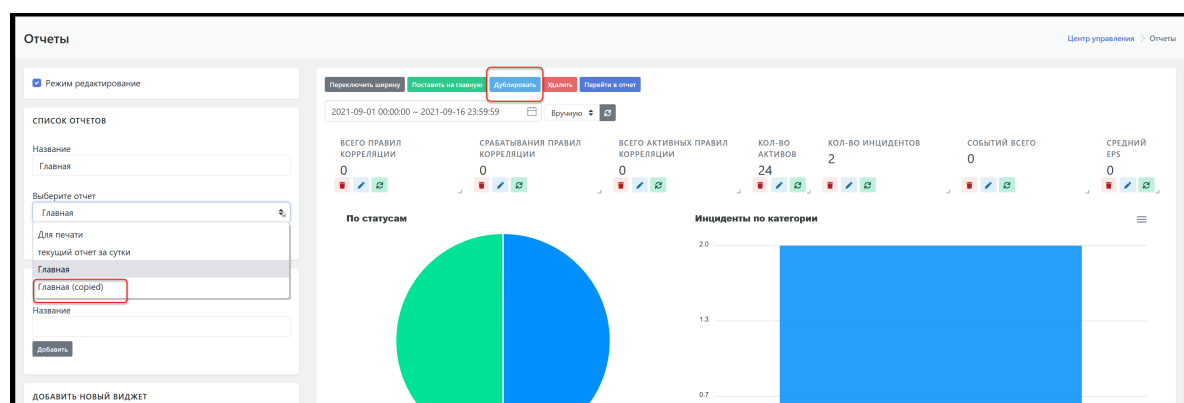 Отчеты
Центр управления > Отчеты
Режим редактирование
СПИСОК ОТЧЕТОВ
Название
Главная
Выберите отчет
Главная
Для печати
текущий отчет за сутки
Главная
Главная (copied)
Название
Добавить
ДОБАВИТЬ НОВЫЙ ВИДЖЕТ
Переключить ширину Поставить на главную Дублировать Удалить Перейти в отчет
2021-09-01 00:00:00 ~ 2021-09-16 23:59:59 Вручную
ВСЕГО ПРАВИЛ
КОРРЕЛЯЦИИ
0
СРАБАТЫВАНИЯ ПРАВИЛ
КОРРЕЛЯЦИИ
0
ВСЕГО АКТИВНЫХ ПРАВИЛ
КОРРЕЛЯЦИИ
0
КОЛ-ВО
АКТИВОВ
24
КОЛ-ВО ИНЦИДЕНТОВ
2
СОБЫТИЙ ВСЕГО
0
СРЕДНИЙ
EPS
0
По статусам
Инциденты по категории
2.0
1.3
0.7